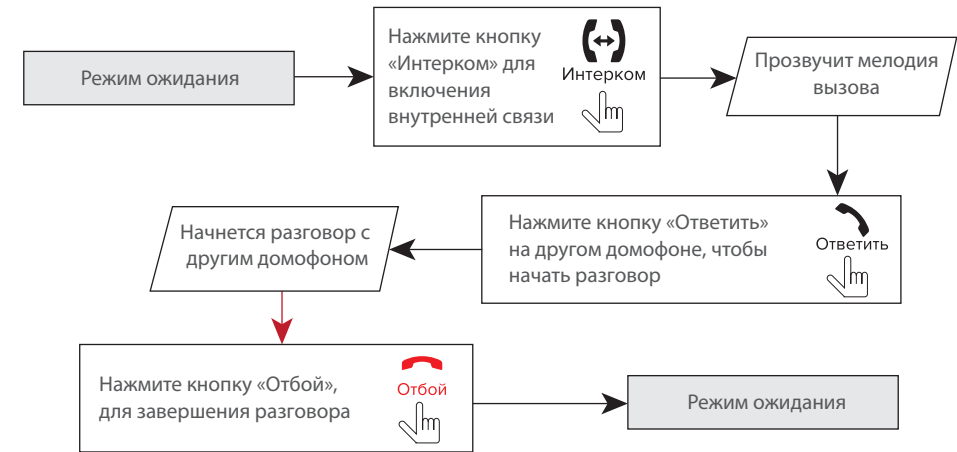 Режим ожидания
Нажмите кнопку
«Интерком» для
включения
внутренней связи
Интерком
Прозвучит мелодия
вызова
Нажмите кнопку «Ответить»
на другом домофоне, чтобы
начать разговор
Ответить
Начнется разговор с
другим домофоном
Нажмите кнопку «Отбой»,
для завершения разговора
Отбой
Режим ожидания